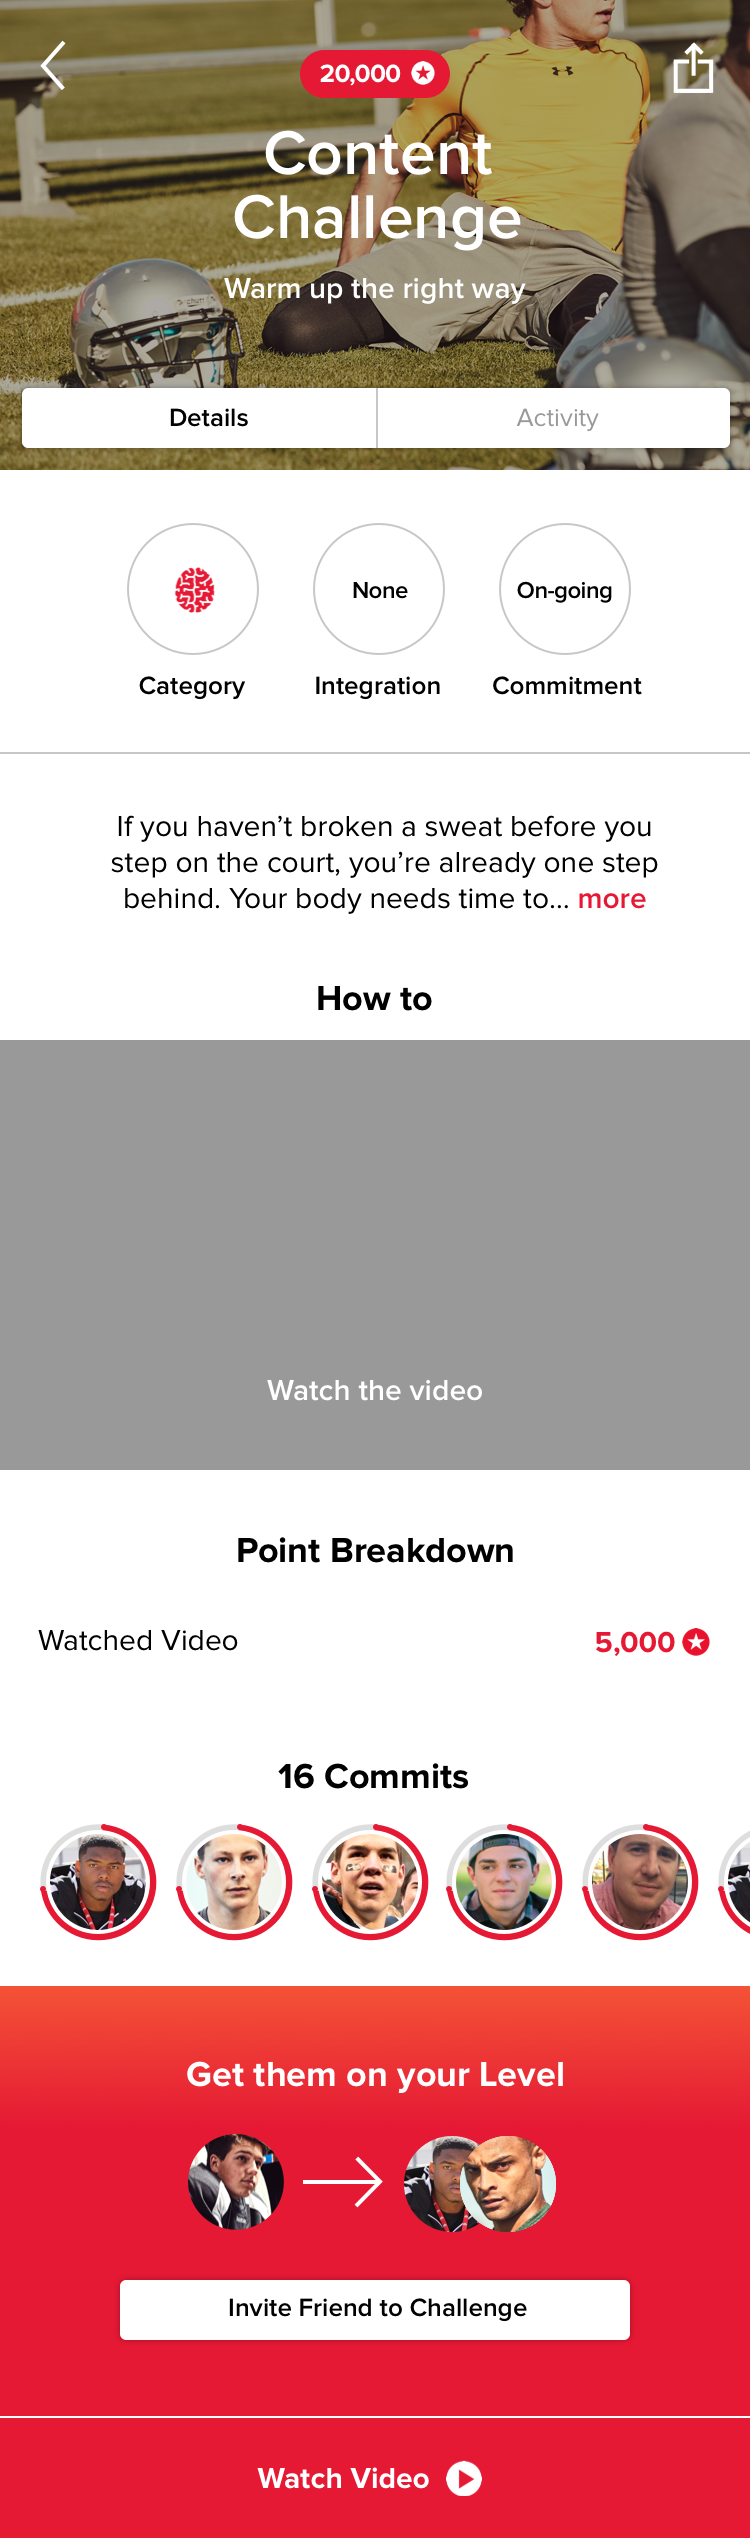 20,000
Content
Challenge
Warm up the right way
Details
Activity
None
On-going
Category
Integration
Commitment
If you haven’t broken a sweat before you
step on the court, you’re already one step
behind. Your body needs time to... more
How to
Watch the video
Point Breakdown
Watched Video
5,000
16 Commits
Get them on your Level
Invite Friend to Challenge
Watch Video